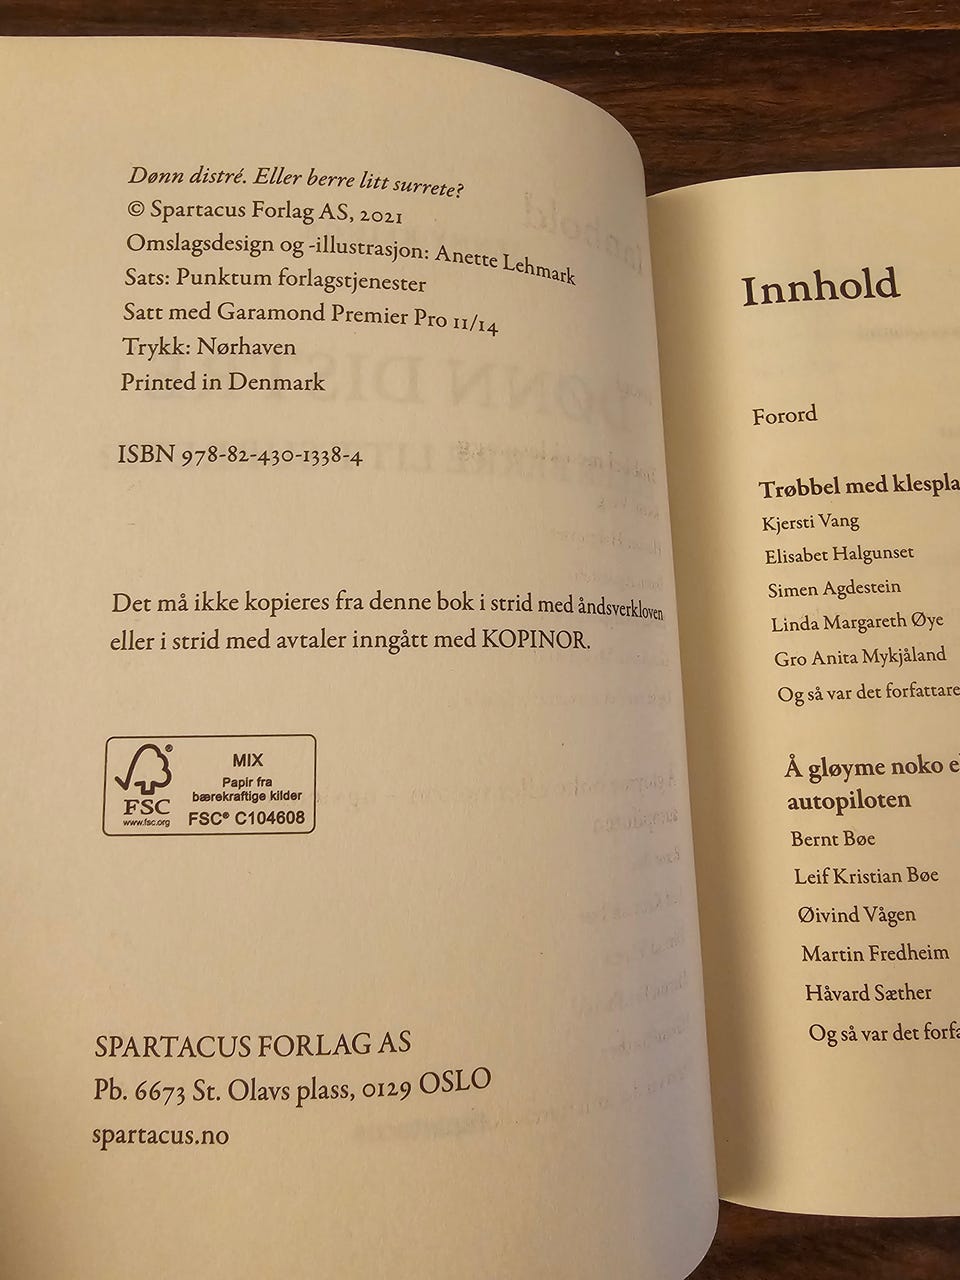 Dønn distré. Eller berre litt surrete?
© Spartacus Forlag AS, 2021
Omslagsdesign og -illustrasjon: Anette Lehmark
Sats: Punktum forlagstjenester
Satt med Garamond Premier Pro 11/14
Trykk: Nørhaven
Printed in Denmark
ISBN 978-82-430-1338-4
Det må ikke kopieres fra denne bok i strid med åndsverkloven
eller i strid med avtaler inngått med KOPINOR.
FSC®
www.fsc.org
MIX
Papir fra
bærekraftige kilder
FSC® C104608
SPARTACUS FORLAG AS
Pb. 6673 St. Olavs plass, 0129 OSLO
spartacus.no
Innhold
Forord
Trøbbel med klespla
Kjersti Vang
Elisabet Halgunset
Simen Agdestein
Linda Margareth Øye
Gro Anita Mykjåland
Og så var det forfattare
Å gløyme noko e
autopiloten
Bernt Bøe
Leif Kristian Bøe
Øivind Vågen
Martin Fredheim
Håvard Sæther
Og så var det forfa